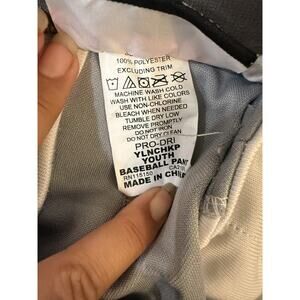 100% POLYESTER
EXCLUDING TRIM
MACHINE WASH COLD
WASH WITH LIKE COLORS
USE NON-CHLORINE
BLEACH WHEN NEEDED
TUMBLE DRY LOW
REMOVE PROMPTLY
DO NOT IRON
DO NOT DRY CLEAN
PRO-DRI
YLNCHKP
YOUTH
BASEBALL PANT
RN115150
MADE IN CHINA